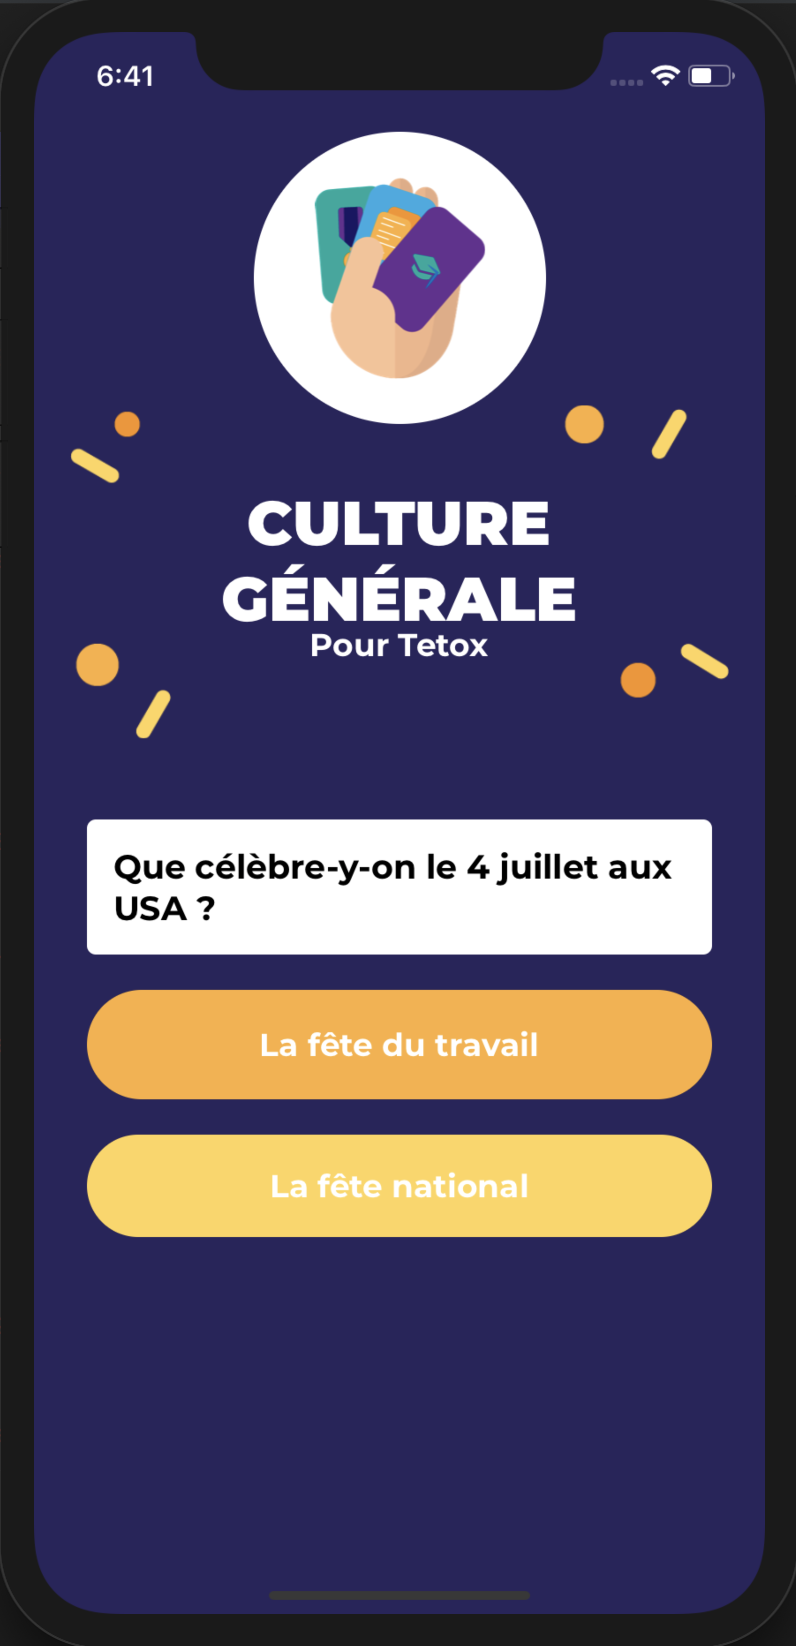 6:41
CULTURE
GÉNÉRALE
Pour Tetox
Que célèbre-y-on le 4 juillet aux
USA ?
La fête du travail
La fête national